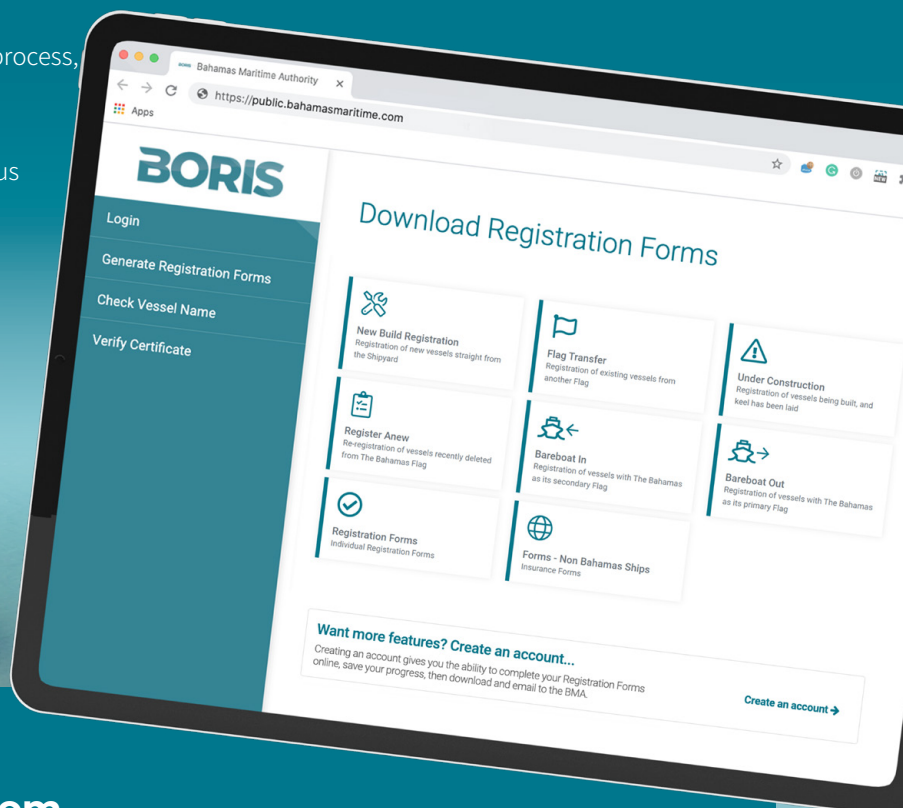 process,
us
BORIS Bahamas Maritime Authority
https://public.bahamasmaritime.com
Apps
BORIS
Login
Generate Registration Forms
Check Vessel Name
Verify Certificate
Download Registration Forms
New Build Registration
Registration of new vessels straight from
the Shipyard
Flag Transfer
Registration of existing vessels from
another Flag
Under Construction
Registration of vessels being built, and
keel has been laid
Register Anew
Re-registration of vessels recently deleted
from The Bahamas Flag
Bareboat In
Registration of vessels with The Bahamas
as its secondary Flag
Bareboat Out
Registration of vessels with The Bahamas
as its primary Flag
Registration Forms
Individual Registration Forms
Forms - Non Bahamas Ships
Insurance Forms
Want more features? Create an account...
Creating an account gives you the ability to complete your Registration Forms
online, save your progress, then download and email to the BMA.
Create an account